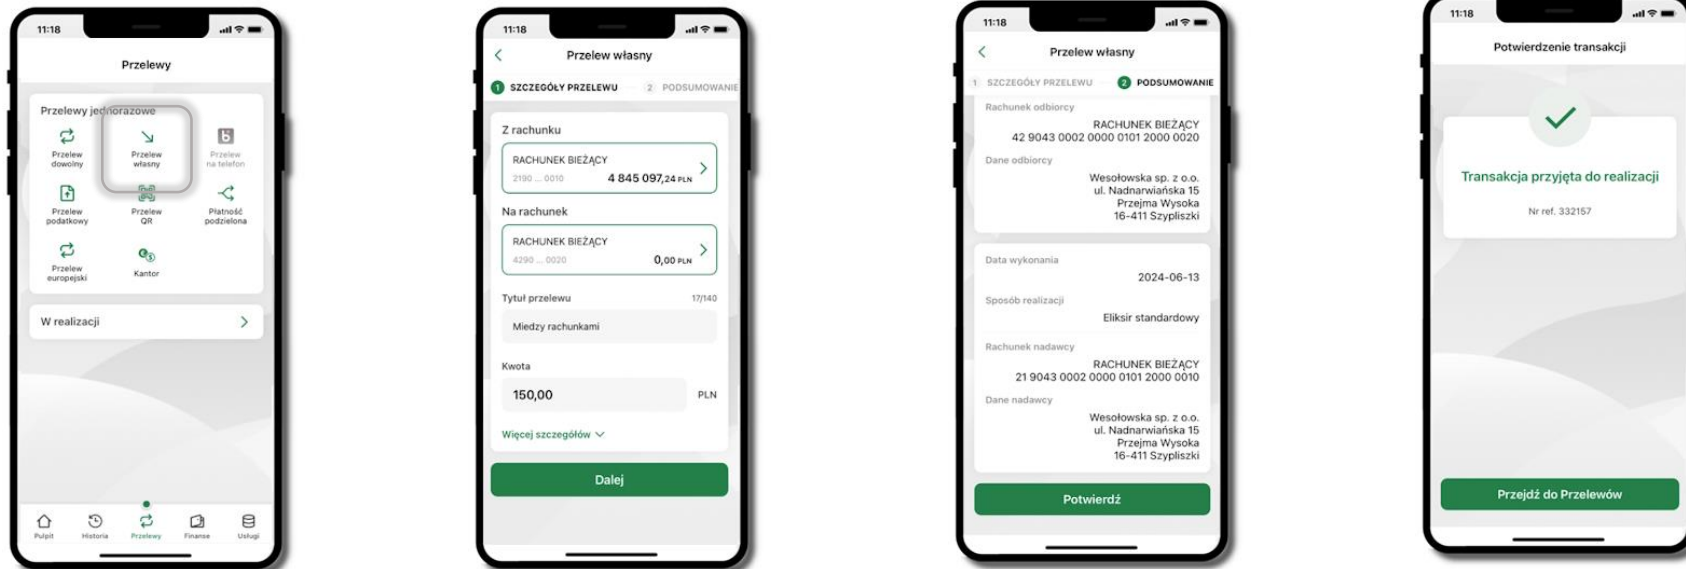 11:18
Przelewy
Przelewy jednorazowe
Przelew dowolny
Przelew własny
Przelew na telefon
Przelew podatkowy
Przelew QR
Płatność podzielona
Przelew europejski
Kantor
W realizacji
Pulpit
Historia
Przelewy
Finanse
Usługi
11:18
Przelew własny
1 SZCZEGÓŁY PRZELEWU 2 PODSUMOWANIE
Z rachunku
RACHUNEK BIEŻĄCY
2190 ... 0010 4 845 097,24 PLN
Na rachunek
RACHUNEK BIEŻĄCY
4290 ... 0020 0,00 PLN
Tytuł przelewu 17/140
Miedzy rachunkami
Kwota
150,00 PLN
Więcej szczegółów
Dalej
11:18
Przelew własny
1 SZCZEGÓŁY PRZELEWU 2 PODSUMOWANIE
Rachunek odbiorcy
RACHUNEK BIEŻĄCY
42 9043 0002 0000 0101 2000 0020
Dane odbiorcy
Wesołowska sp. z o.o.
ul. Nadnarwiańska 15
Przejma Wysoka
16-411 Szypliszki
Data wykonania
2024-06-13
Sposób realizacji
Eliksir standardowy
Rachunek nadawcy
RACHUNEK BIEŻĄCY
21 9043 0002 0000 0101 2000 0010
Dane nadawcy
Wesołowska sp. z o.o.
ul. Nadnarwiańska 15
Przejma Wysoka
16-411 Szypliszki
Potwierdź
11:18
Potwierdzenie transakcji
Transakcja przyjęta do realizacji
Nr ref. 332157
Przejdź do Przelewów